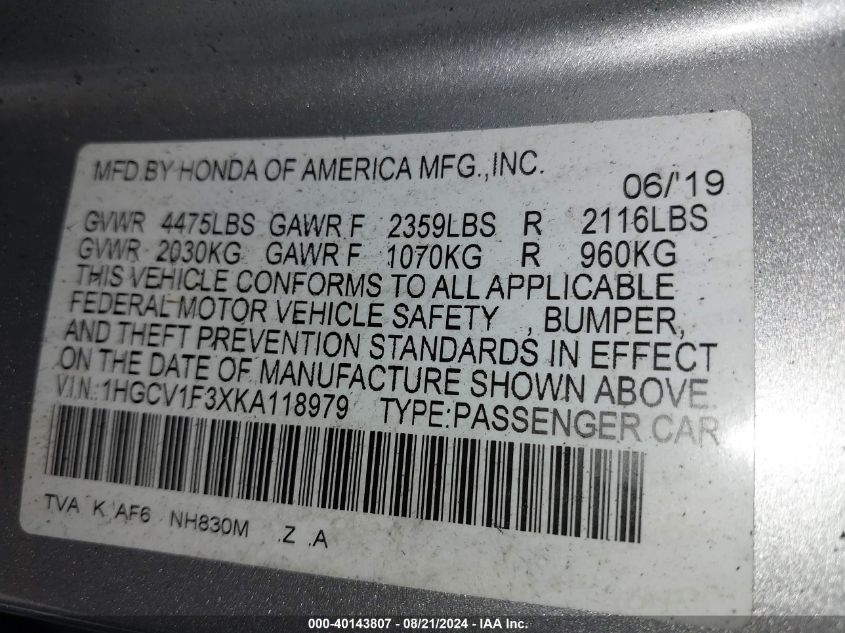 MFD.BY HONDA OF AMERICA MFG.,INC.
06/'19
GVWR 4475LBS GAWR F 2359LBS R 2116LBS
GVWR 2030KG GAWR F 1070KG R 960KG
THIS VEHICLE CONFORMS TO ALL APPLICABLE
FEDERAL MOTOR VEHICLE SAFETY , BUMPER,
AND THEFT PREVENTION STANDARDS IN EFFECT
ON THE DATE OF MANUFACTURE SHOWN ABOVE.
V.I.N.:1HGCV1F3XKA118979 TYPE:PASSENGER CAR
TVA K AF6 NH830M .Z .A
000-40143807 - 08/21/2024 - IAA Inc.